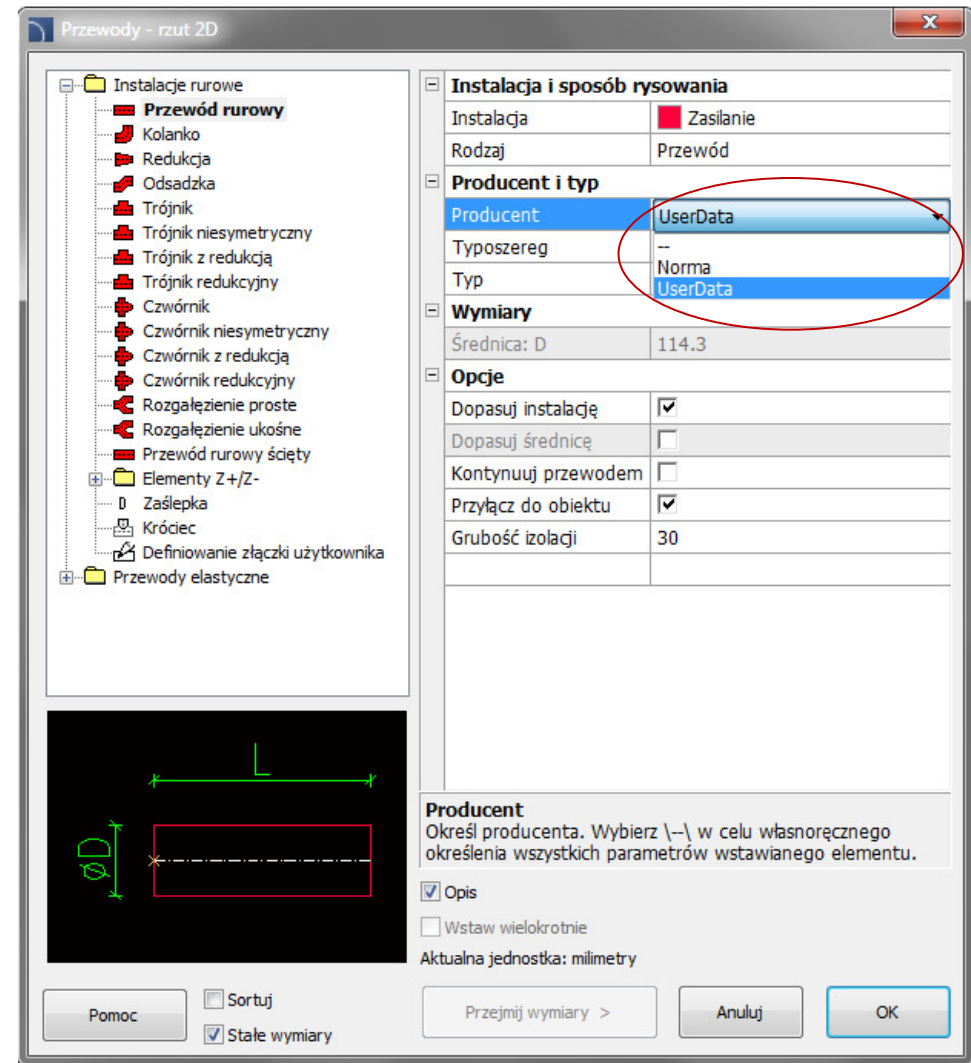 Przewody - rzut 2D
Instalacje rurowe
Przewód rurowy
Kolanko
Redukcja
Odsadzka
Trójnik
Trójnik niesymetryczny
Trójnik z redukcją
Trójnik redukcyjny
Czwórnik
Czwórnik niesymetryczny
Czwórnik z redukcją
Czwórnik redukcyjny
Rozgałęzienie proste
Rozgałęzienie ukośne
Przewód rurowy ścięty
Elementy Z+/Z-
Zaślepka
Króciec
Definiowanie złączki użytkownika
Przewody elastyczne
Instalacja i sposób rysowania
Instalacja Zasilanie
Rodzaj Przewód
Producent i typ
Producent UserData
Typoszereg --
Norma
Typ UserData
Wymiary
Średnica: D 114.3
Opcje
Dopasuj instalację
Dopasuj średnicę
Kontynuuj przewodem
Przyłącz do obiektu
Grubość izolacji 30
L
ØD
Producent
Określ producenta. Wybierz \--\ w celu własnoręcznego
określenia wszystkich parametrów wstawianego elementu.
Opis
Wstaw wielokrotnie
Aktualna jednostka: milimetry
Pomoc
Sortuj
Stałe wymiary
Przejmij wymiary >
Anuluj
OK